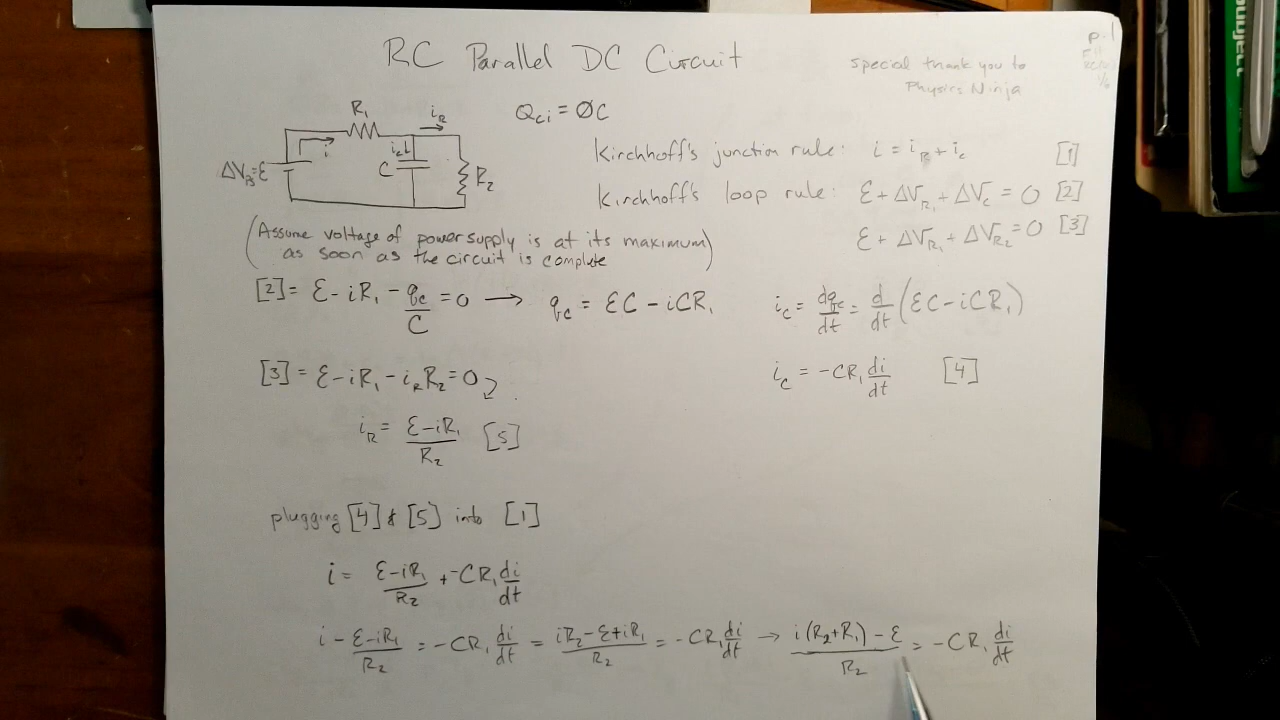 RC Parallel DC Circuit
special thank you to
Physics Ninja
p.1
R₁
i_R
i
i_c↓
C
R₂
ΔV_B=ε
Q_ci = 0C
Kirchhoff's junction rule: i = i_R + i_c [1]
Kirchhoff's loop rule: ε + ΔV_R₁ + ΔV_c = 0 [2]
ε + ΔV_R₁ + ΔV_R₂ = 0 [3]
(Assume voltage of power supply is at its maximum)
as soon as the circuit is complete
[2] = ε - iR₁ - q_c/C = 0 → q_c = εC - iCR₁
i_c = dq_c/dt = d/dt (εC - iCR₁)
[3] = ε - iR₁ - i_R R₂ = 0
i_c = -CR₁ di/dt [4]
i_R = (ε-iR₁)/R₂ [5]
plugging [4] & [5] into [1]
i = (ε-iR₁)/R₂ + -CR₁ di/dt
i - (ε-iR₁)/R₂ = -CR₁ di/dt = (iR₂-ε+iR₁)/R₂ = -CR₁ di/dt → (i(R₂+R₁)-ε)/R₂ = -CR₁ di/dt